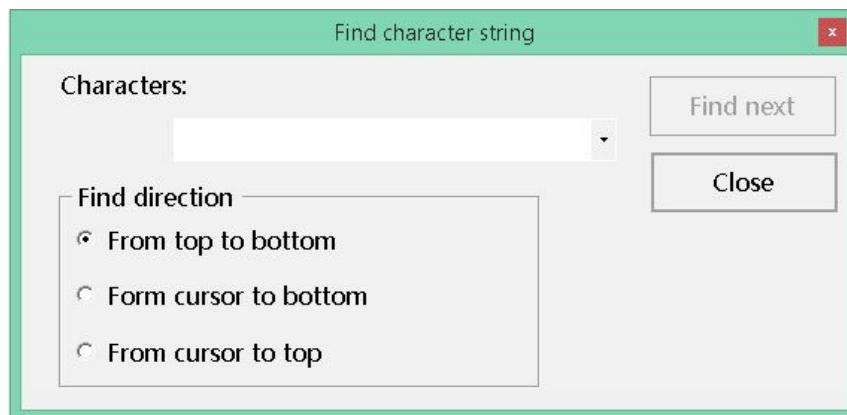 Find character string
x
Characters:
Find next
Close
Find direction
From top to bottom
Form cursor to bottom
From cursor to top